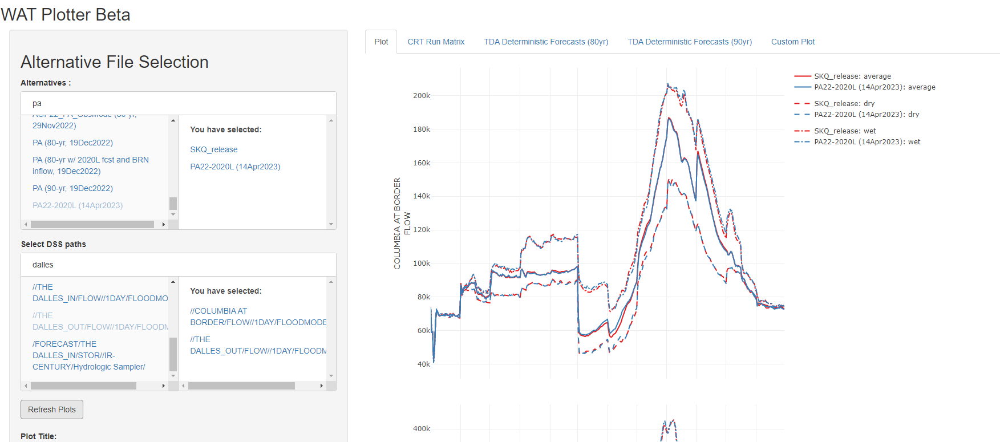 WAT Plotter Beta
Alternative File Selection
Alternatives :
pa
29Nov2022)
PA (80-yr, 19Dec2022)
PA (80-yr w/ 2020L fcst and BRN
inflow, 19Dec2022)
PA (90-yr, 19Dec2022)
PA22-2020L (14Apr2023)
You have selected:
SKQ_release
PA22-2020L (14Apr2023)
Select DSS paths
dalles
//THE
DALLES_IN/FLOW//1DAY/FLOODMO
//THE
DALLES_OUT/FLOW//1DAY/FLOODM
/FORECAST/THE
DALLES_IN/STOR//IR-
CENTURY/Hydrologic Sampler/
You have selected:
//COLUMBIA AT
BORDER/FLOW//1DAY/FLOODMODE
//THE
DALLES_OUT/FLOW//1DAY/FLOODM
Refresh Plots
Plot Title:
Plot
CRT Run Matrix
TDA Deterministic Forecasts (80yr)
TDA Deterministic Forecasts (90yr)
Custom Plot
COLUMBIA AT BORDER
FLOW
200k
180k
160k
140k
120k
100k
80k
60k
40k
400k
SKQ_release: average
PA22-2020L (14Apr2023): average
SKQ_release: dry
PA22-2020L (14Apr2023): dry
SKQ_release: wet
PA22-2020L (14Apr2023): wet